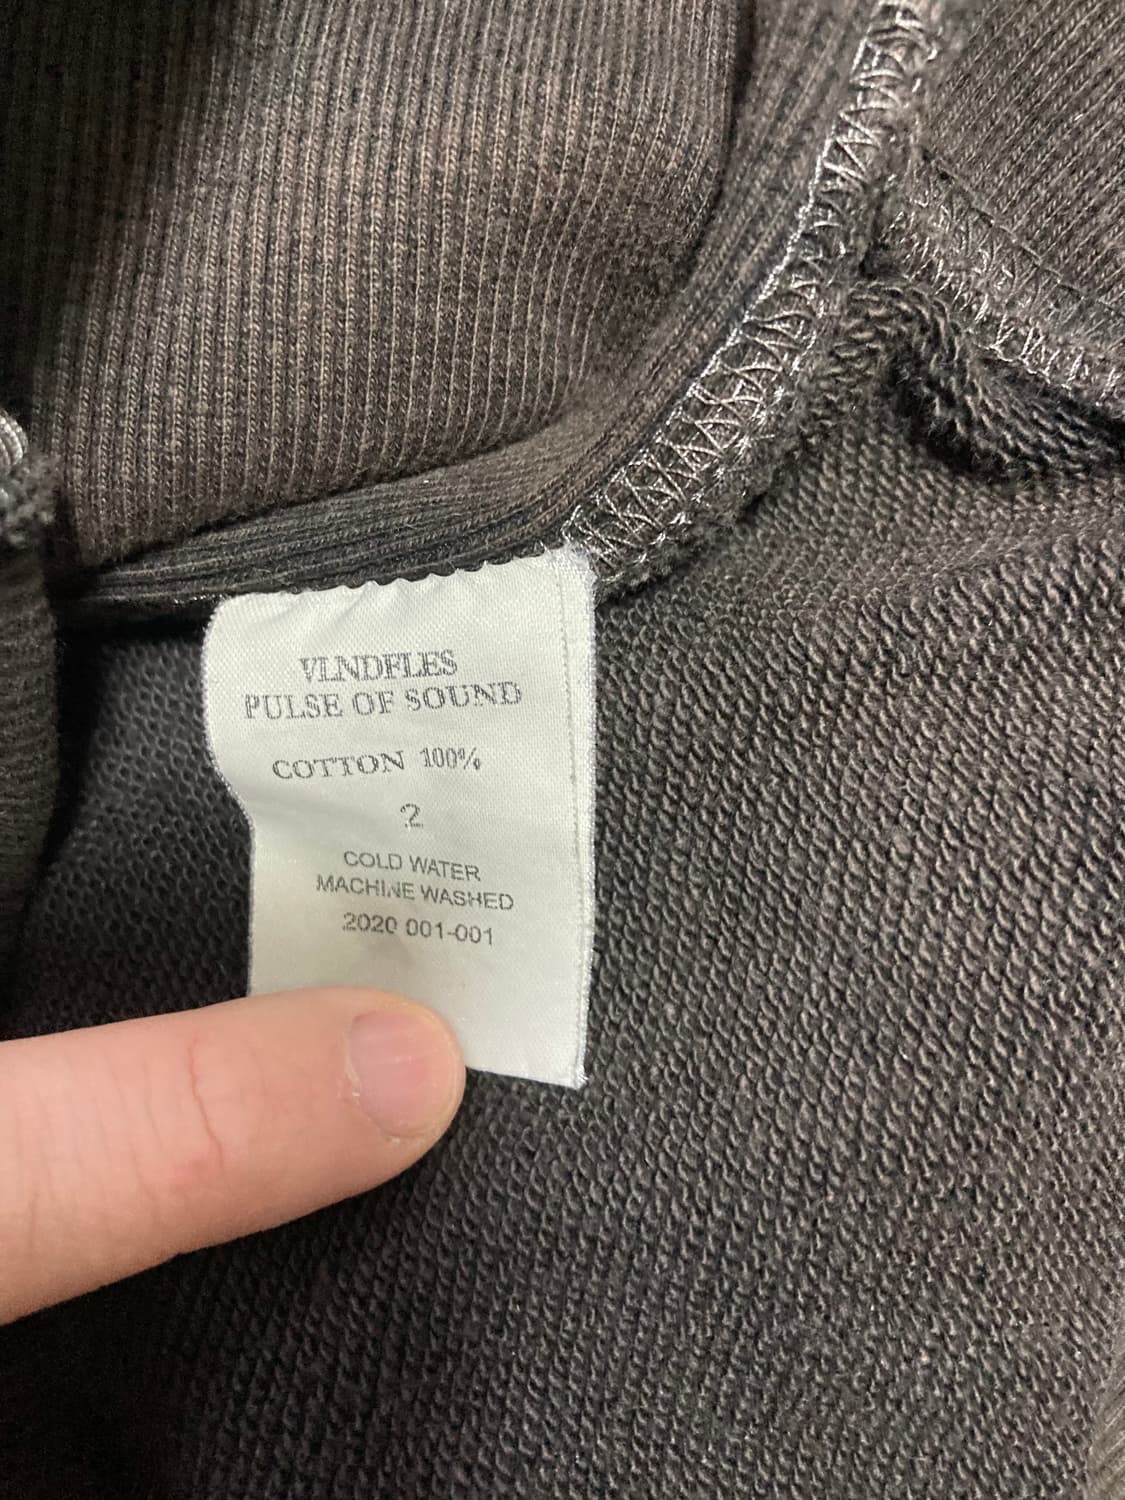 VLNDFLES
PULSE OF SOUND
COTTON 100%
2
COLD WATER
MACHINE WASHED
2020 001-001